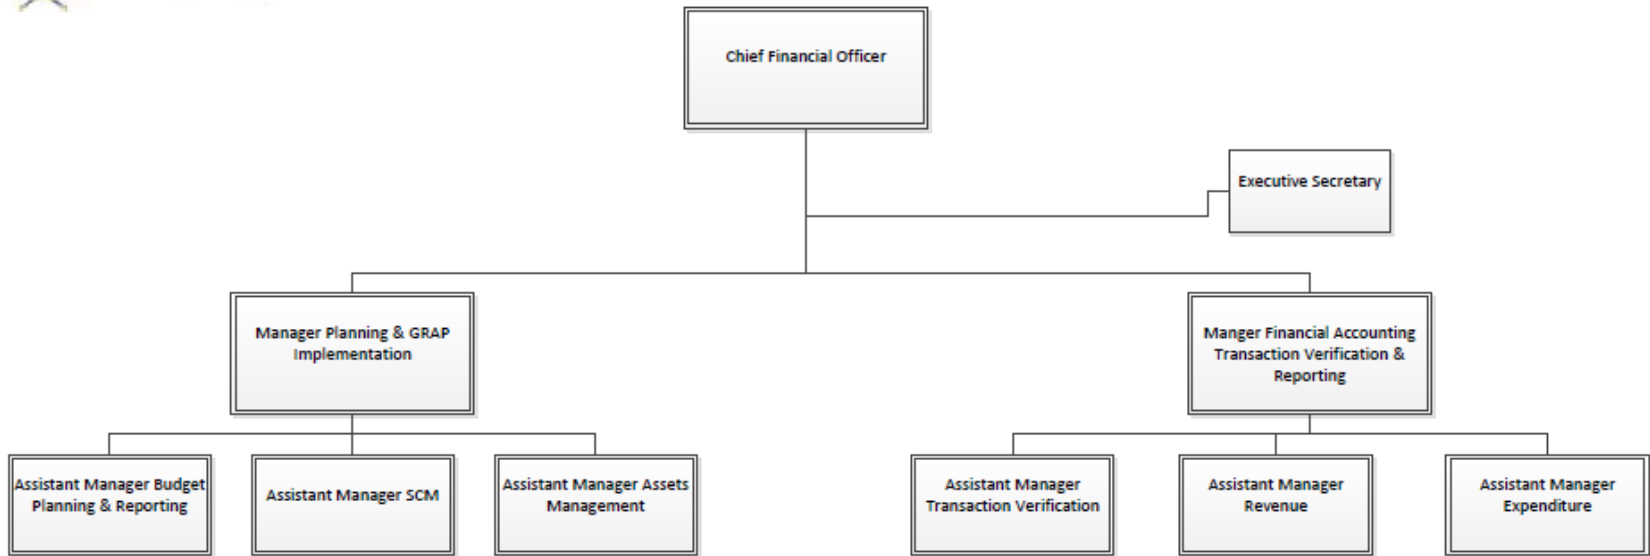 Chief Financial Officer
Executive Secretary
Manager Planning & GRAP
Implementation
Manger Financial Accounting
Transaction Verification &
Reporting
Assistant Manager Budget
Planning & Reporting
Assistant Manager SCM
Assistant Manager Assets
Management
Assistant Manager
Transaction Verification
Assistant Manager
Revenue
Assistant Manager
Expenditure